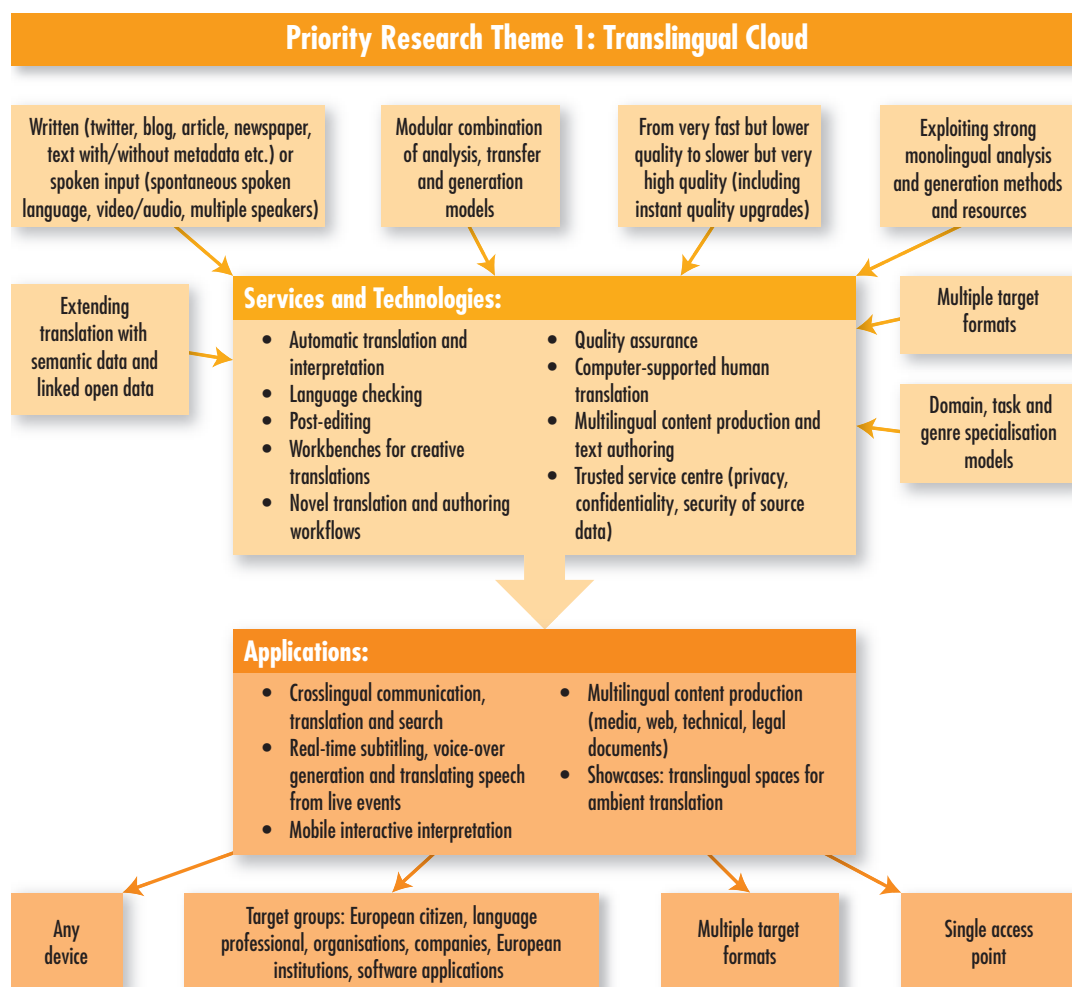 Priority Research Theme 1: Translingual Cloud
Written (twitter, blog, article, newspaper,
text with/without metadata etc.) or
spoken input (spontaneous spoken
language, video/audio, multiple speakers)
Modular combination
of analysis, transfer
and generation
models
From very fast but lower
quality to slower but very
high quality (including
instant quality upgrades)
Exploiting strong
monolingual analysis
and generation methods
and resources
Extending
translation with
semantic data and
linked open data
Services and Technologies:
• Automatic translation and
interpretation
• Language checking
• Post-editing
• Workbenches for creative
translations
• Novel translation and authoring
workflows
• Quality assurance
• Computer-supported human
translation
• Multilingual content production and
text authoring
• Trusted service centre (privacy,
confidentiality, security of source
data)
Multiple target
formats
Domain, task and
genre specialisation
models
Applications:
• Crosslingual communication,
translation and search
• Real-time subtitling, voice-over
generation and translating speech
from live events
• Mobile interactive interpretation
• Multilingual content production
(media, web, technical, legal
documents)
• Showcases: translingual spaces for
ambient translation
Any
device
Target groups: European citizen, language
professional, organisations, companies, European
institutions, software applications
Multiple target
formats
Single access
point